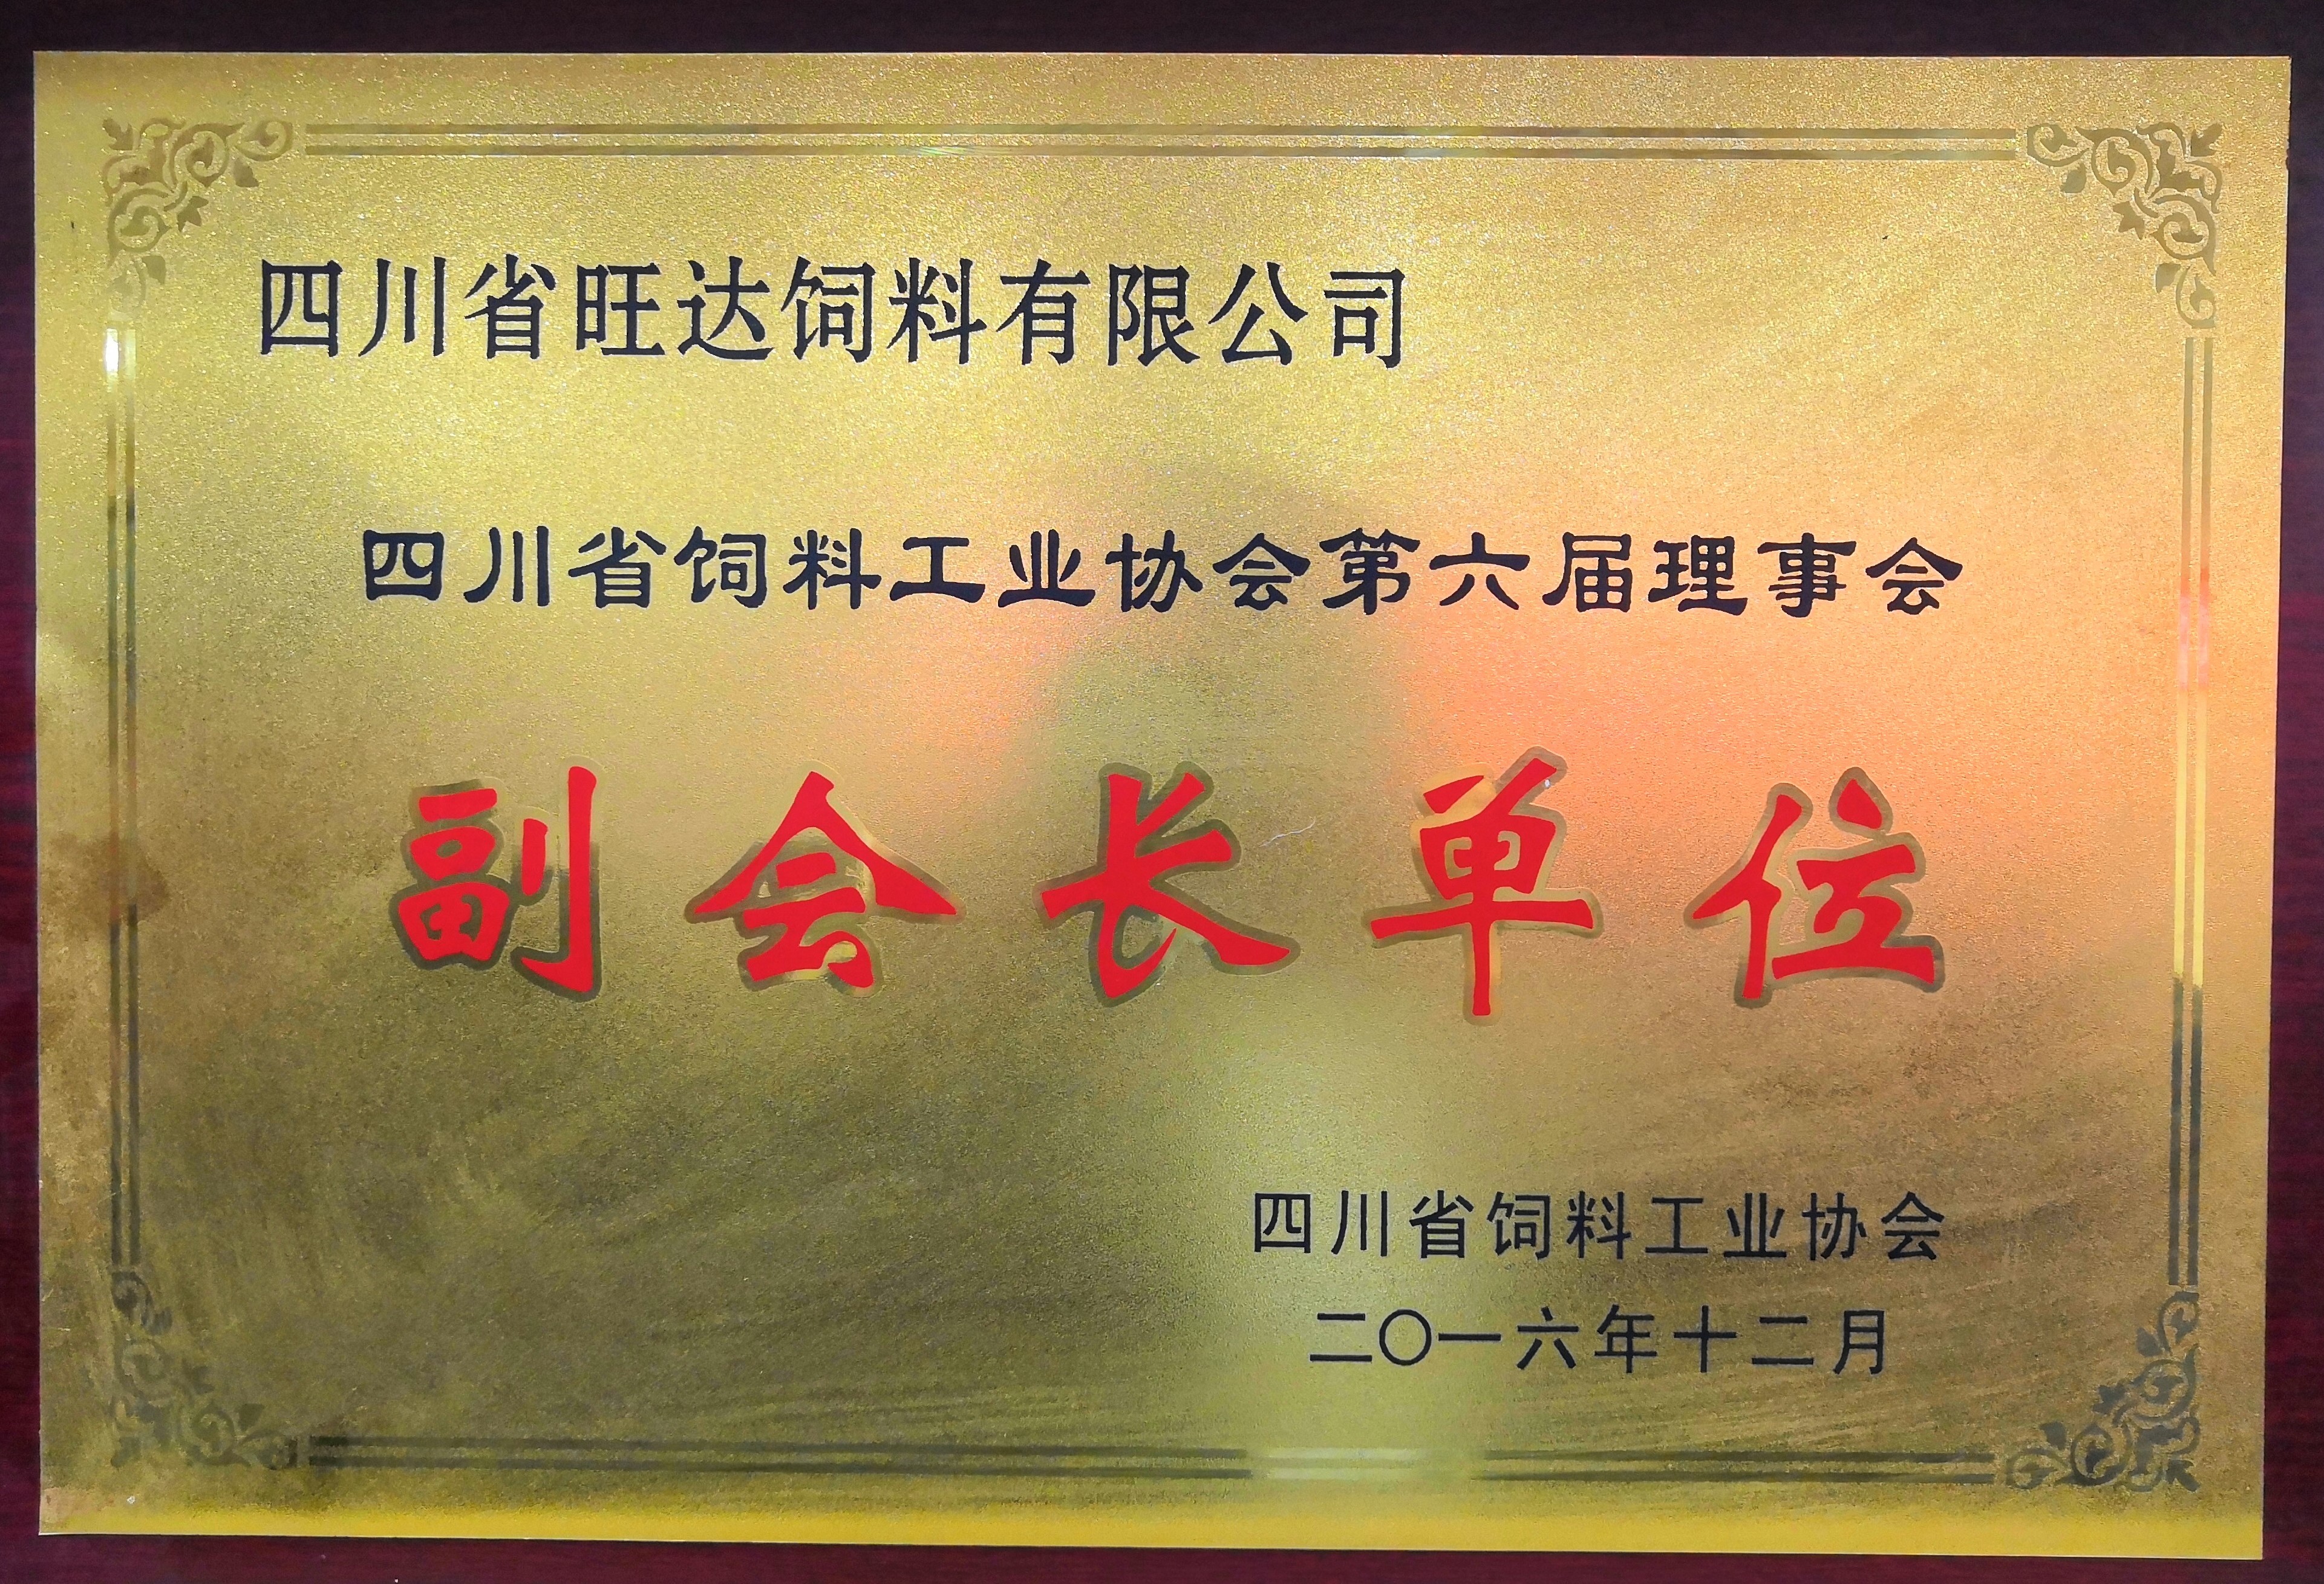 四川省旺达饲料有限公司
四川省饲料工业协会第六届理事会
副会长单位
四川省饲料工业协会
二〇一六年十二月